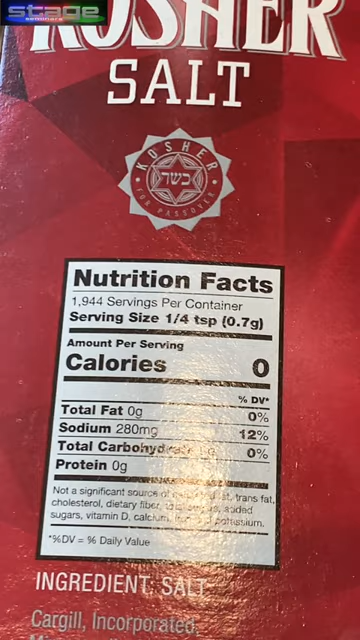 stage
seminars
KOSHER
SALT
KOSHER
כשר
FOR PASSOVER
Nutrition Facts
1,944 Servings Per Container
Serving Size 1/4 tsp (0.7g)
Amount Per Serving
Calories 0
% DV*
Total Fat 0g 0%
Sodium 280mg 12%
Total Carbohydrate 0g 0%
Protein 0g
Not a significant source of saturated fat, trans fat,
cholesterol, dietary fiber, sugars, added
sugars, vitamin D, calcium, iron and potassium.
*%DV = % Daily Value
INGREDIENT: SALT
Cargill, Incorporated